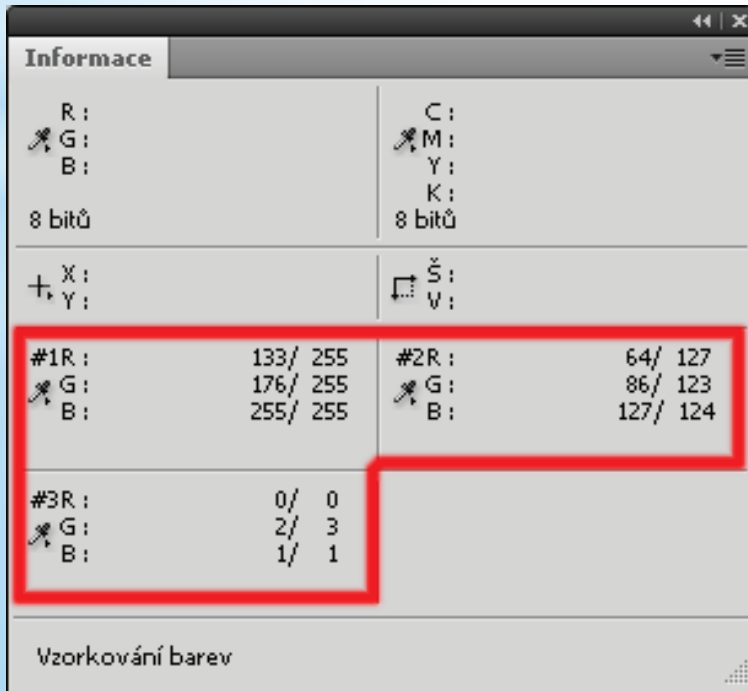 Informace
R :
G :
B :
8 bitů
C :
M :
Y :
K :
8 bitů
X :
Y :
Š :
V :
#1R : 133/ 255
G : 176/ 255
B : 255/ 255
#2R : 64/ 127
G : 86/ 123
B : 127/ 124
#3R : 0/ 0
G : 2/ 3
B : 1/ 1
Vzorkování barev